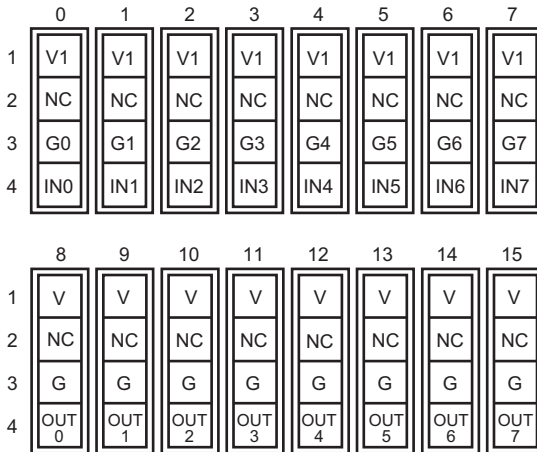 0 1 2 3 4 5 6 7
1 V1 V1 V1 V1 V1 V1 V1 V1
2 NC NC NC NC NC NC NC NC
3 G0 G1 G2 G3 G4 G5 G6 G7
4 IN0 IN1 IN2 IN3 IN4 IN5 IN6 IN7
8 9 10 11 12 13 14 15
1 V V V V V V V V
2 NC NC NC NC NC NC NC NC
3 G G G G G G G G
4 OUT OUT OUT OUT OUT OUT OUT OUT
0 1 2 3 4 5 6 7